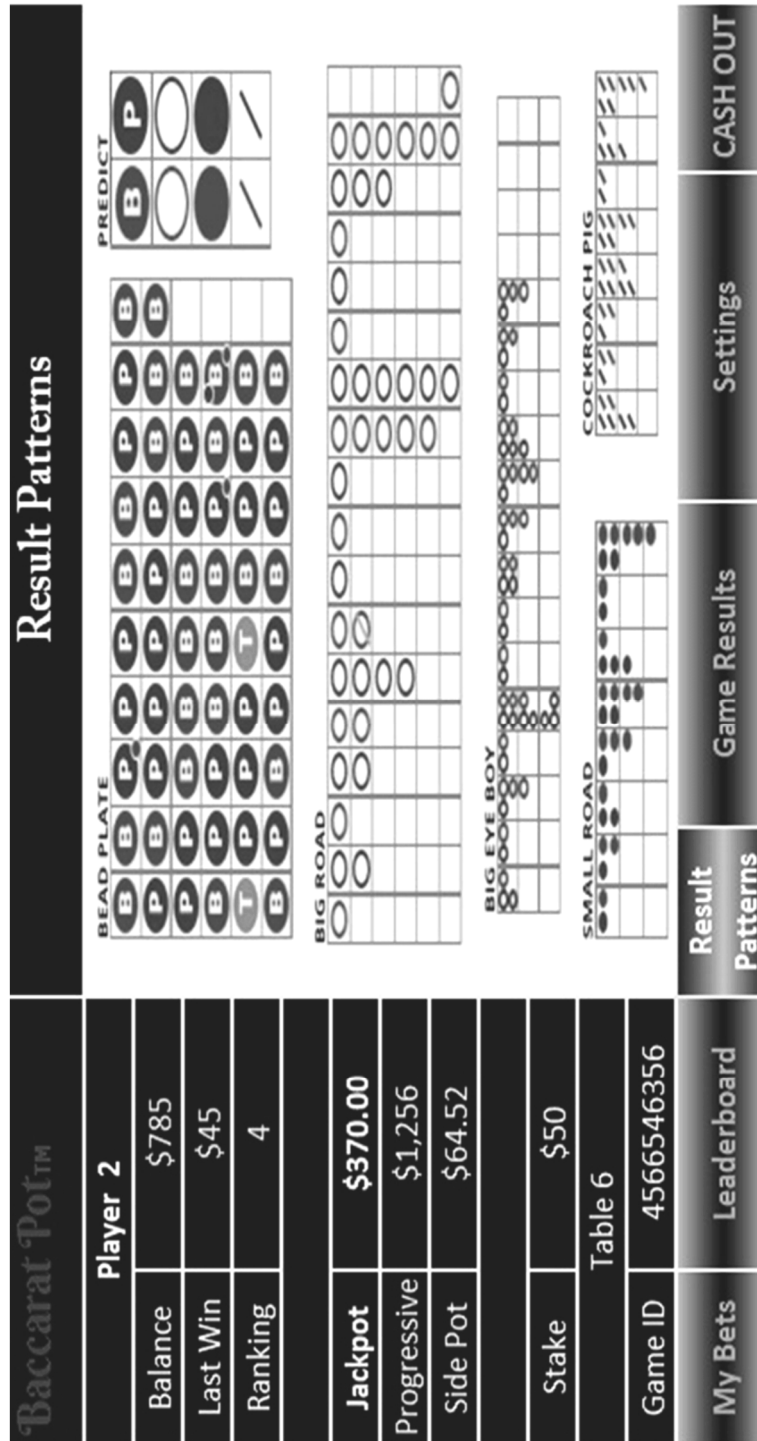 Baccarat Pot™
Result Patterns
Player 2
Balance $785
Last Win $45
Ranking 4
Jackpot $370.00
Progressive $1,256
Side Pot $64.52
Stake $50
Table 6
Game ID 4566546356
BEAD PLATE
B B P P P B B P P B
P B P P P P P B B B
P P B B B B P P B
B P P B B B P B B
T P P P T B P P B
B P B P P B P P B
PREDICT
B P
BIG ROAD
BIG EYE BOY
SMALL ROAD
COCKROACH PIG
My Bets
Leaderboard
Result
Patterns
Game Results
Settings
CASH OUT